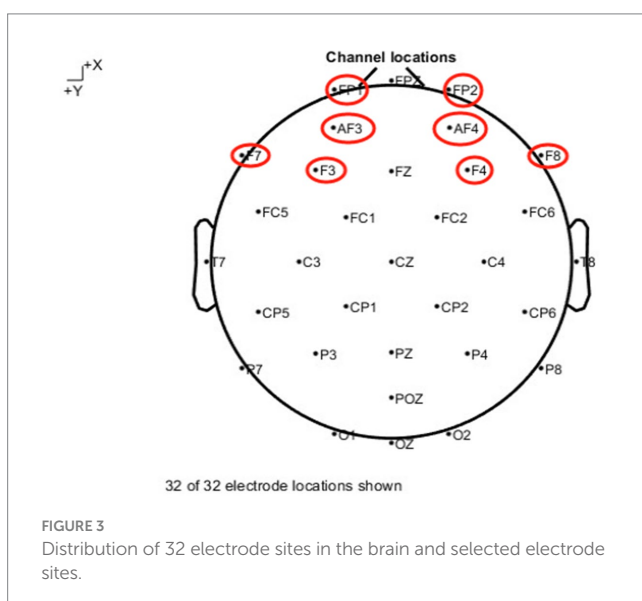 Channel locations
+X
+Y
FPZ
FP1 FP2
AF3 AF4
F7 F8
F3 FZ F4
FC5 FC1 FC2 FC6
T7 C3 CZ C4 T8
CP5 CP1 CP2 CP6
P3 PZ P4
P7 P8
POZ
O1 OZ O2
32 of 32 electrode locations shown
FIGURE 3
Distribution of 32 electrode sites in the brain and selected electrode
sites.